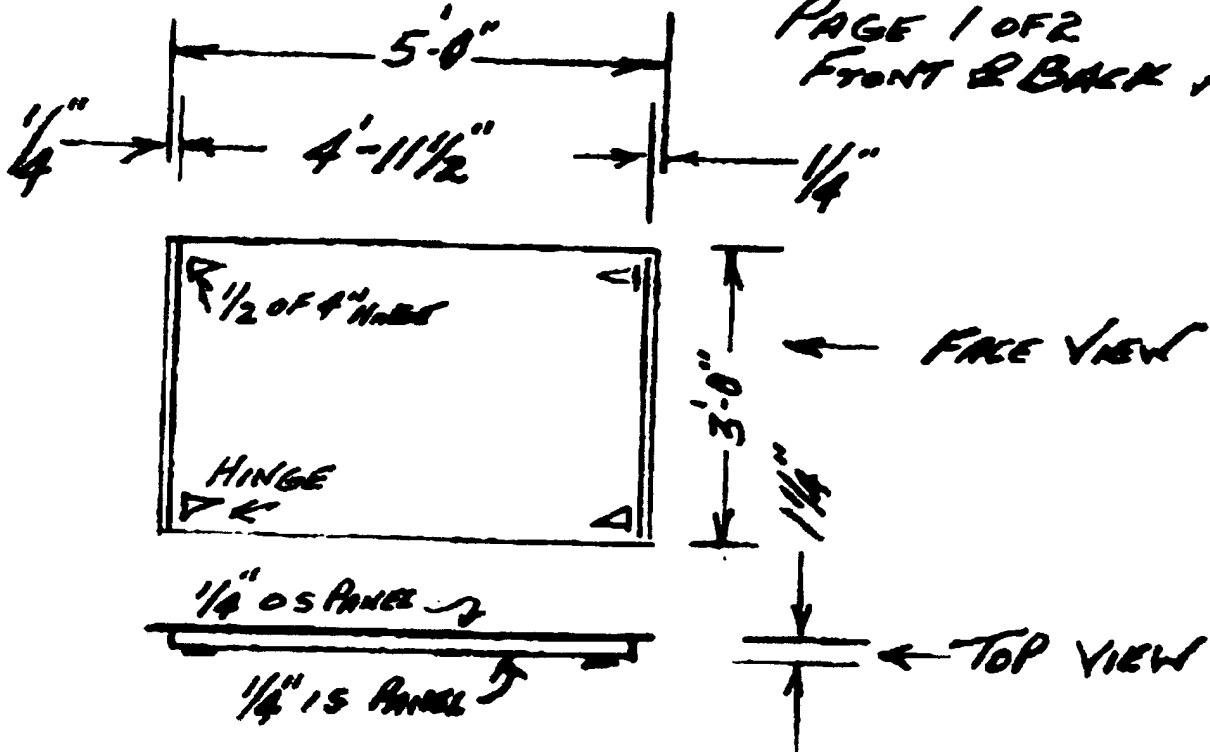 PAGE 1 OF 2
FRONT & BACK
5'-0"
1/4"
4'-11 1/2"
1/4"
1/2 OF 4" HINGE
FACE VIEW
3'-0"
HINGE
1 1/4"
1/4" OS PANEL
TOP VIEW
1/4" IS PANEL